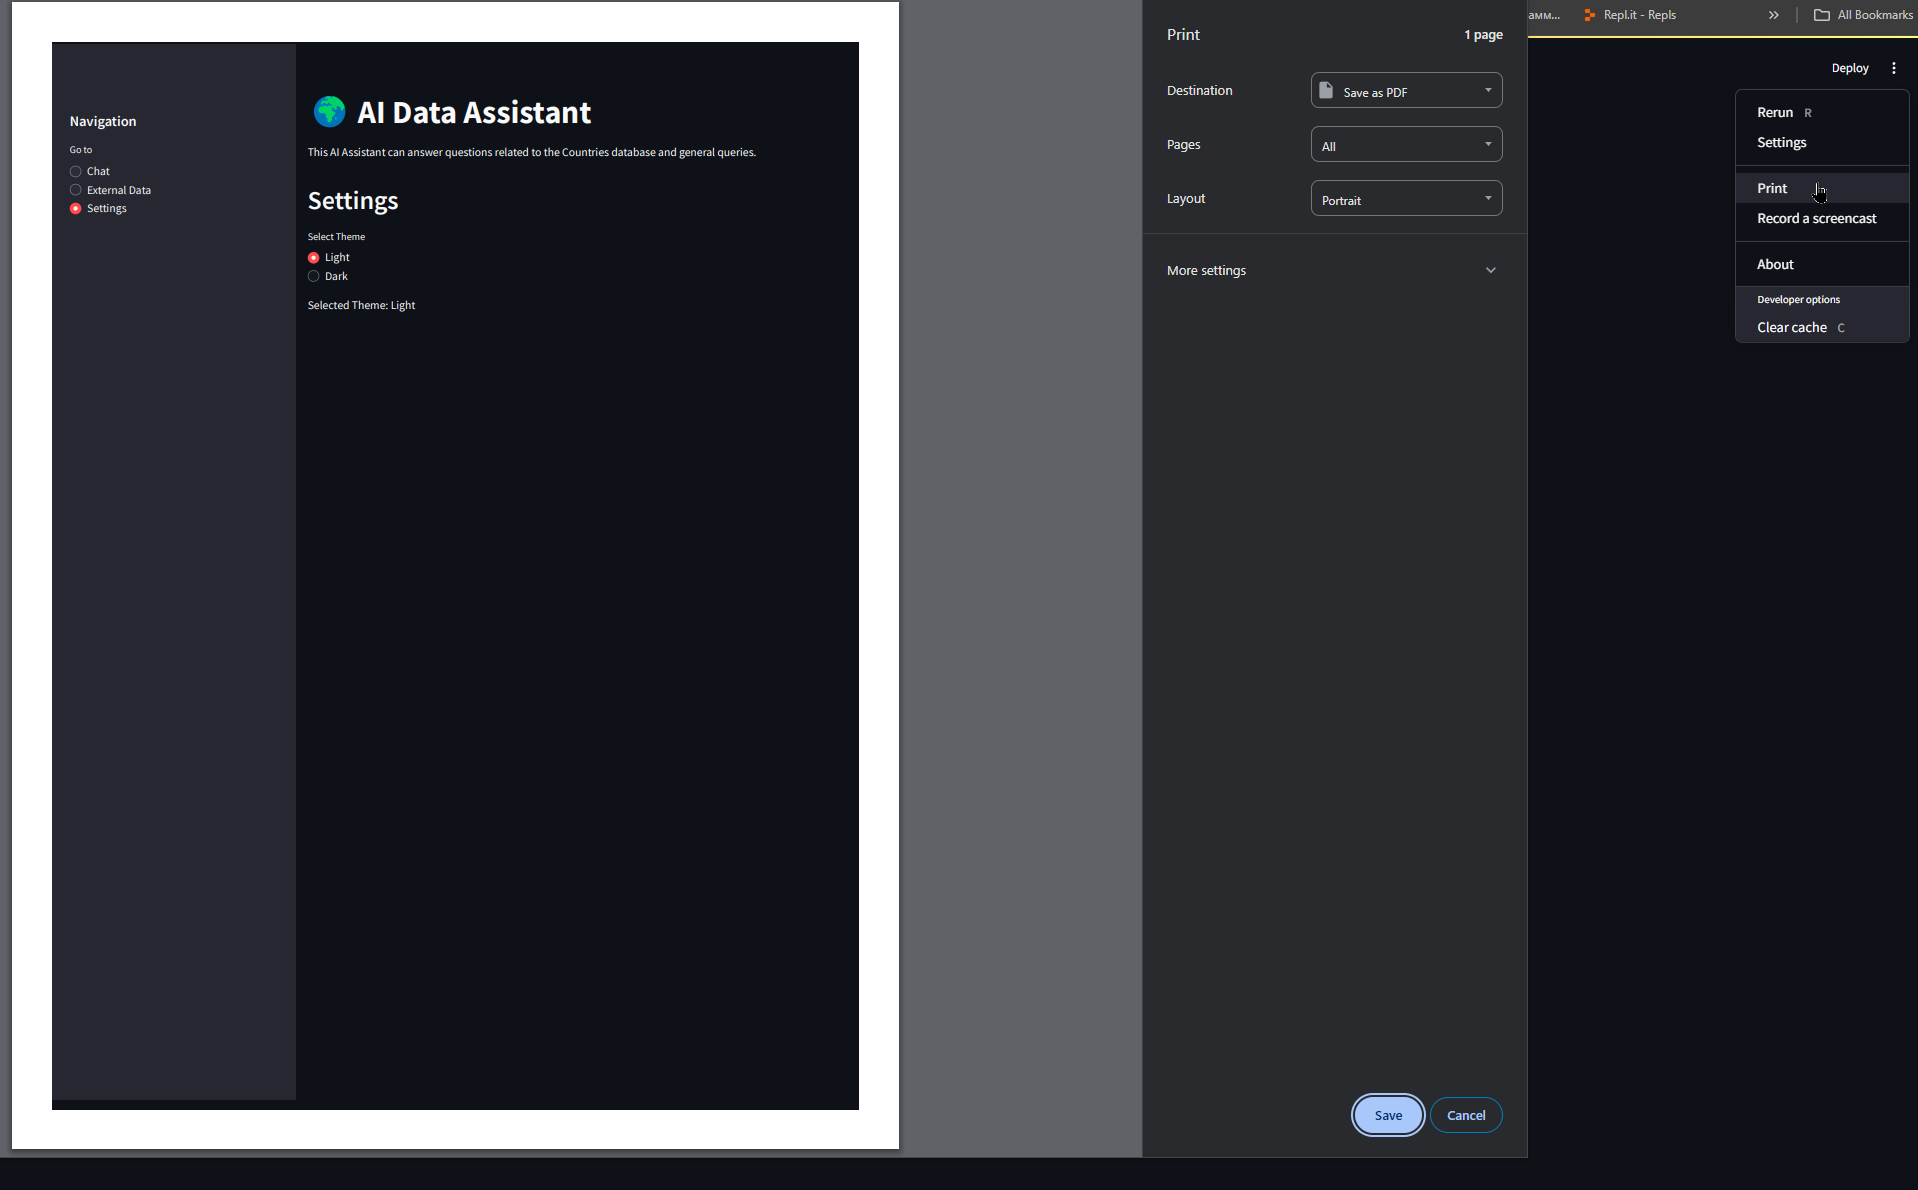 Navigation
Go to
Chat
External Data
Settings
AI Data Assistant
This AI Assistant can answer questions related to the Countries database and general queries.
Settings
Select Theme
Light
Dark
Selected Theme: Light
Print
1 page
Destination
Save as PDF
Pages
All
Layout
Portrait
More settings
Save
Cancel
амм...
Repl.it - Repls
»
All Bookmarks
Deploy
Rerun R
Settings
Print
Record a screencast
About
Developer options
Clear cache C